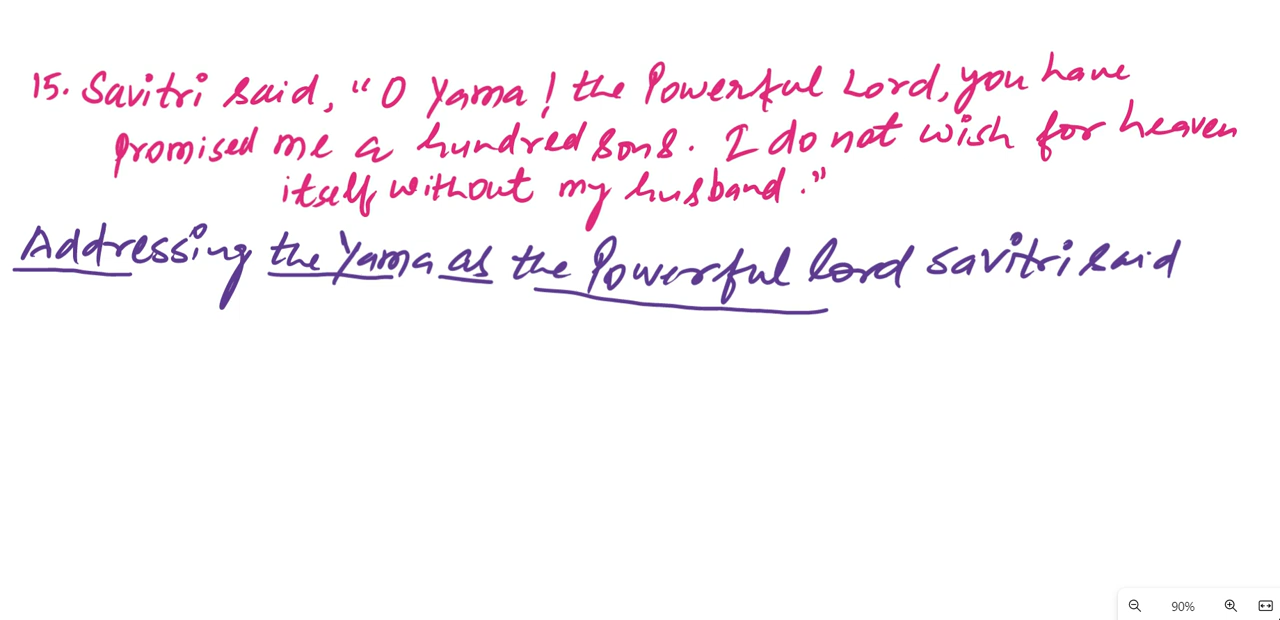 15. Savitri said, "O Yama! the Powerful Lord, you have
promised me a hundred sons. I do not wish for heaven
itself without my husband."
Addressing the Yama as the Powerful lord savitri said
90%